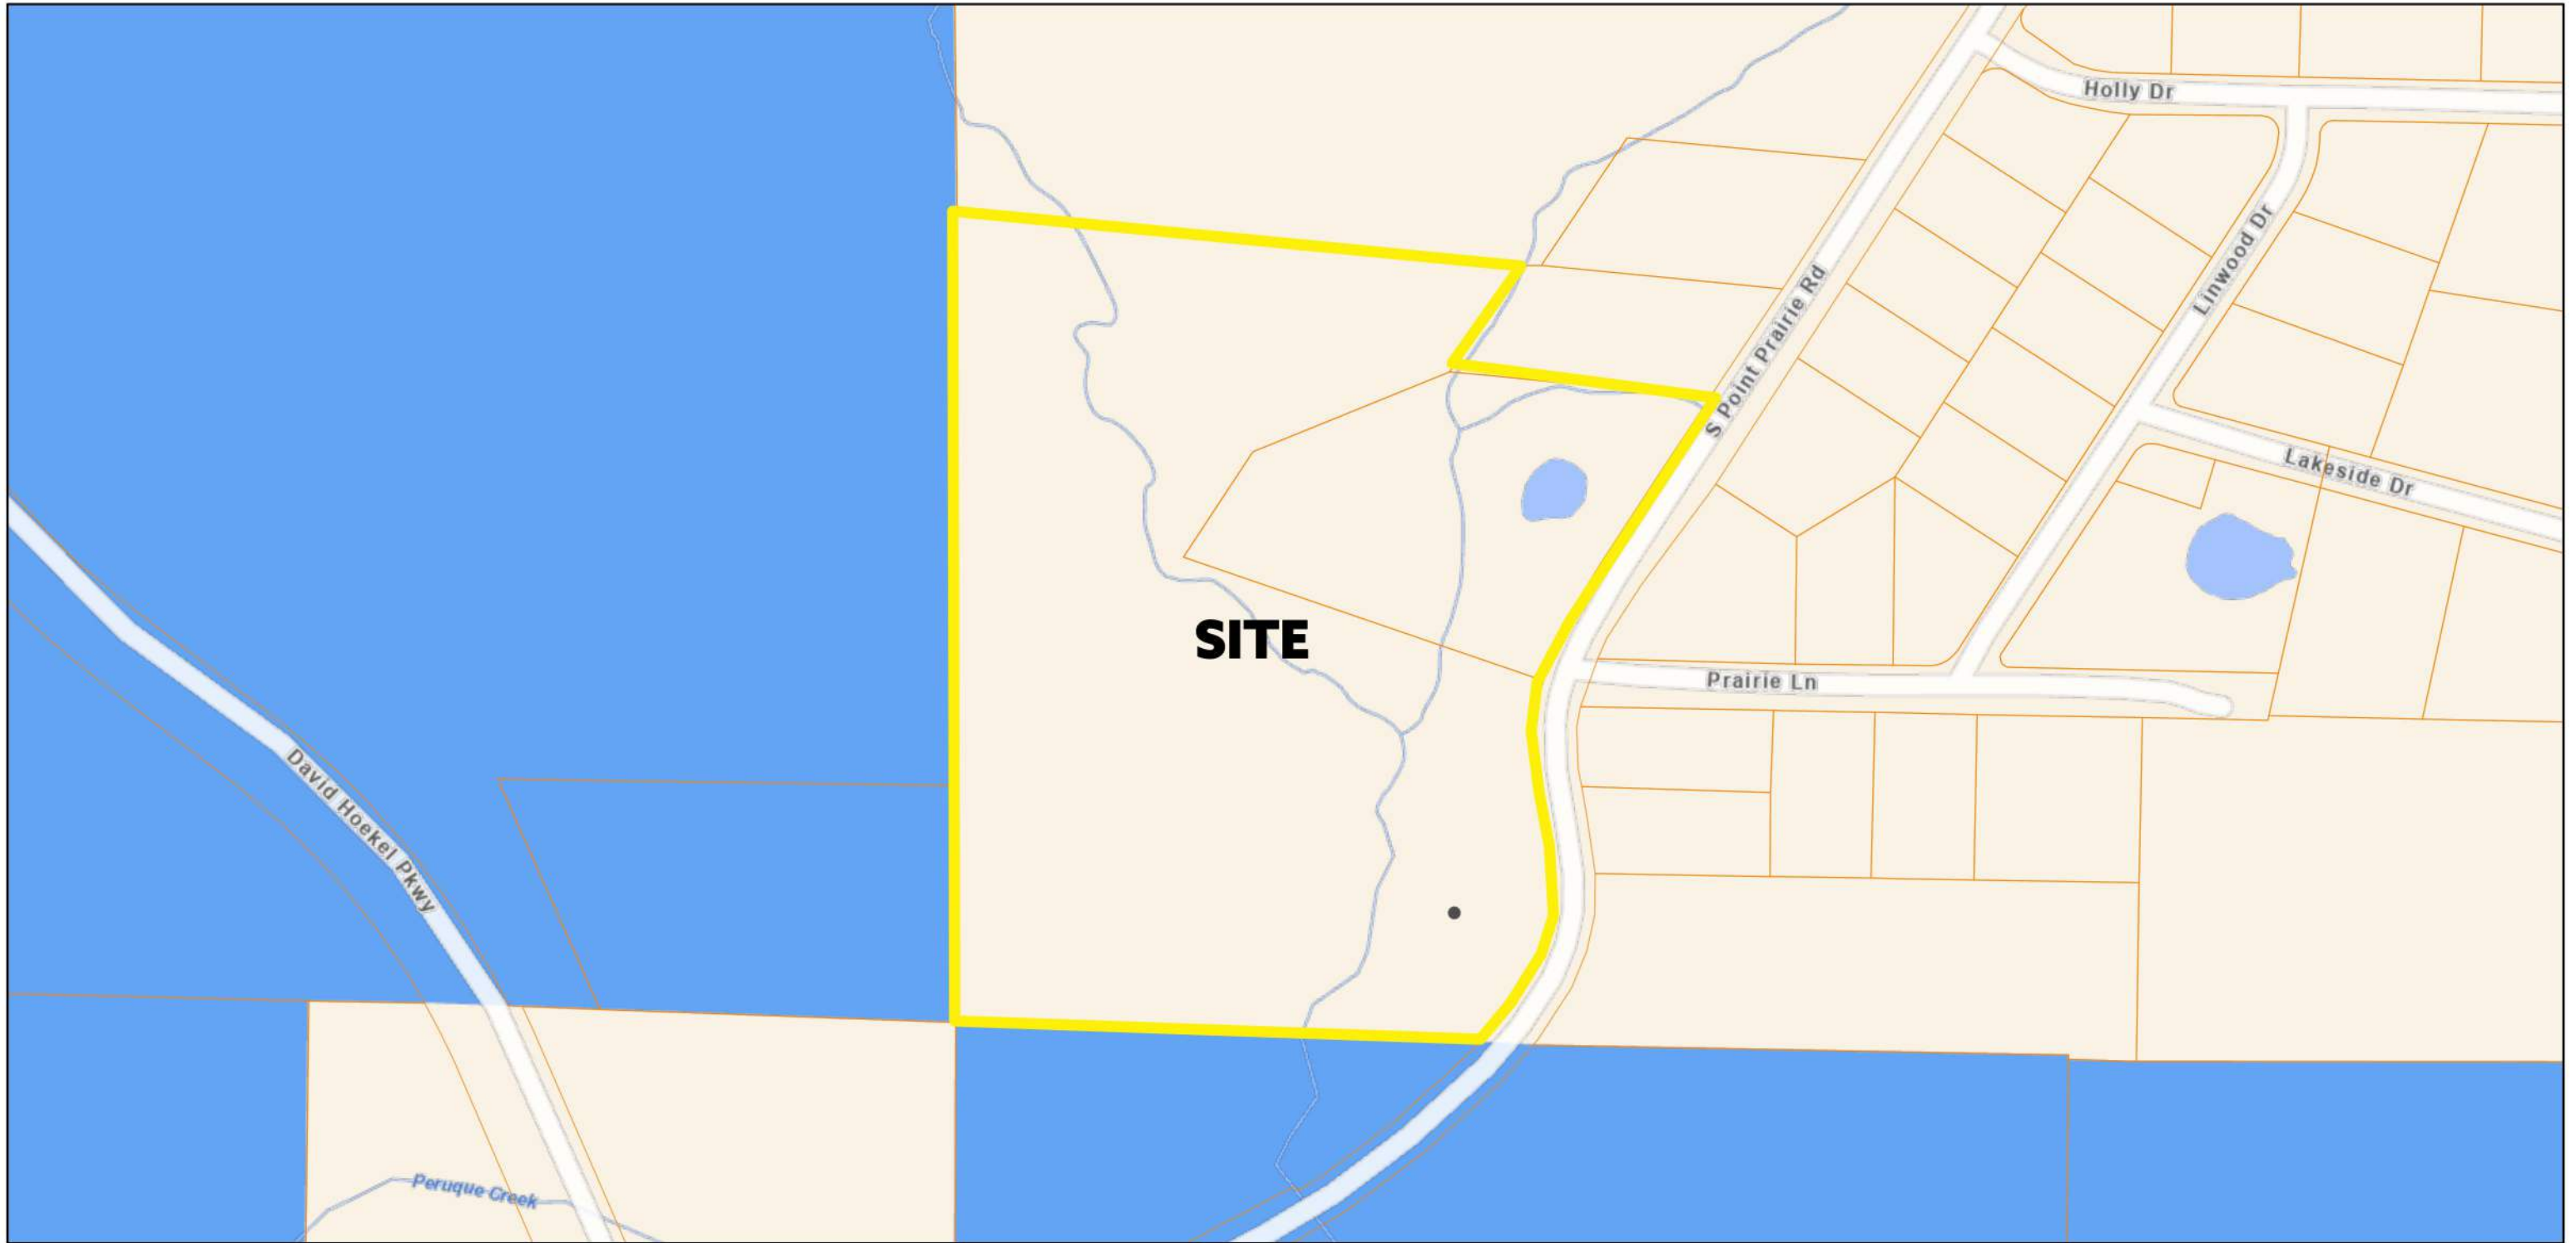 Holly Dr
Linwood Dr
S Point Prairie Rd
Lakeside Dr
SITE
Prairie Ln
David Hoekel Pkwy
Peruque Creek